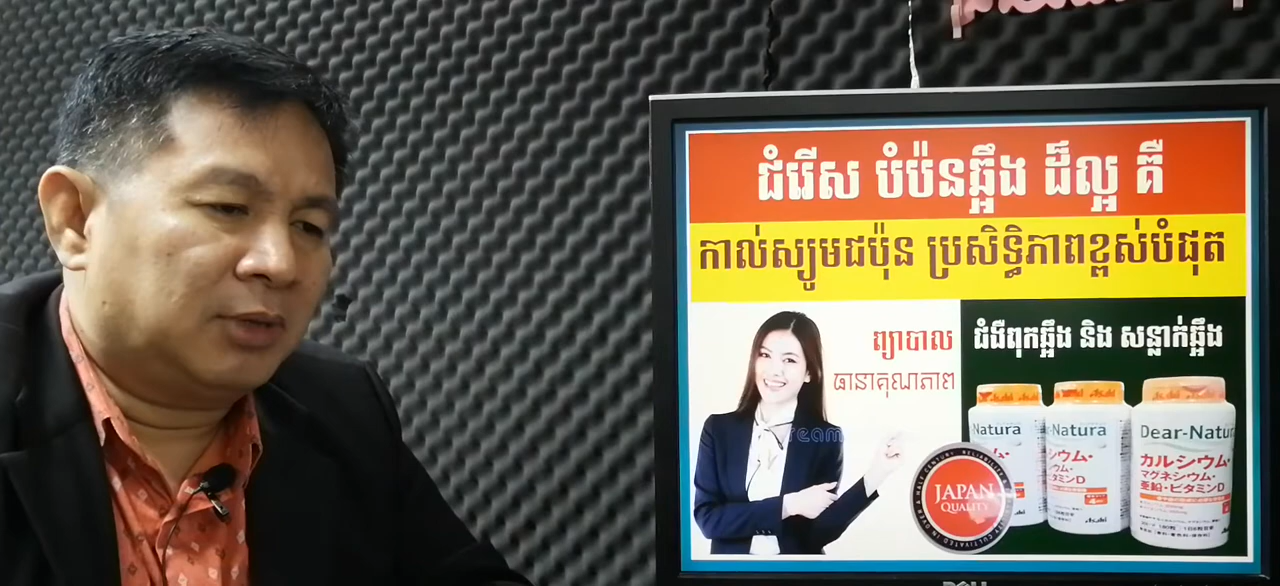 ជំរើស បំប៉នឆ្អឹង ដ៏ល្អ គឺ
កាល់ស្យូមជប៉ុន ប្រសិទ្ធិភាពខ្ពស់បំផុត
ព្យាបាល
ធានាគុណភាព
ជំងឺពុកឆ្អឹង និង សន្លាក់ឆ្អឹង
Natura
Natura
Dear-Natura
カルシウム・
マグネシウム・
亜鉛・ビタミンD
JAPAN
QUALITY
Asahi
DELL